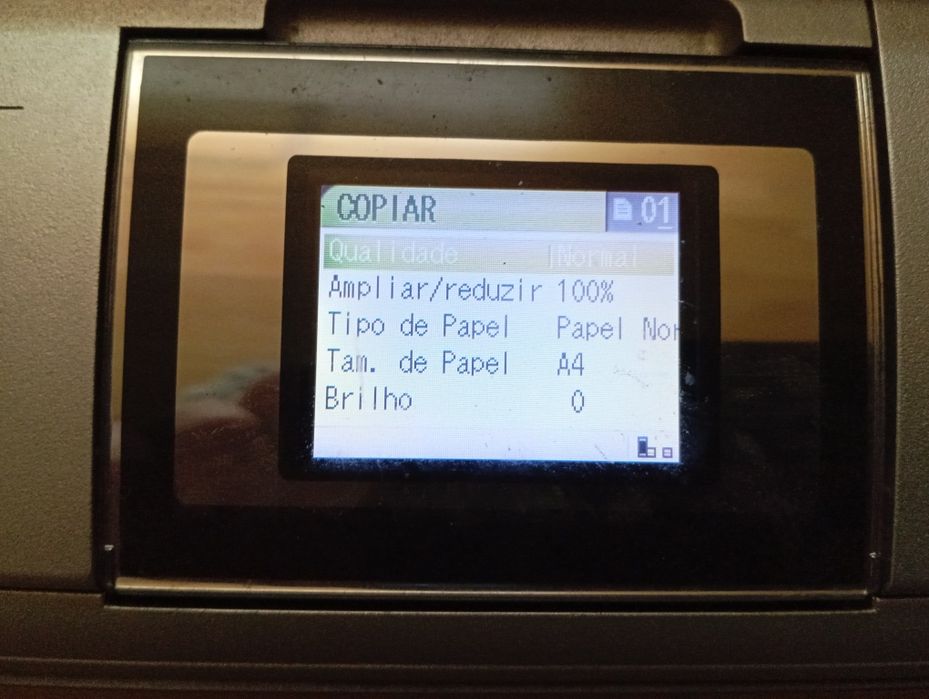 COPIAR 01
Qualidade Normal
Ampliar/reduzir 100%
Tipo de Papel Papel Nor
Tam. de Papel A4
Brilho 0